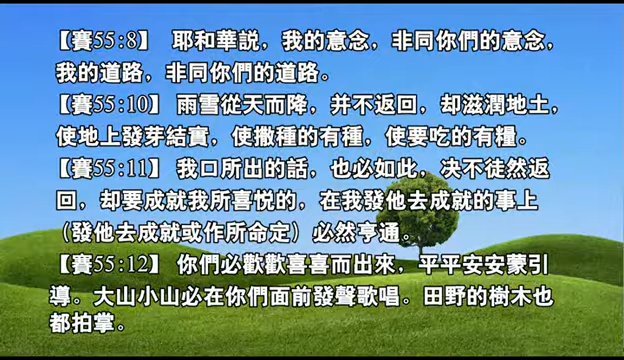 【賽55:8】 耶和華説，我的意念，非同你們的意念，
我的道路，非同你們的道路。
【賽55:10】 雨雪從天而降，并不返回，却滋潤地土，
使地上發芽結實，使撒種的有種，使要吃的有糧。
【賽55:11】 我口所出的話，也必如此，决不徒然返
回，却要成就我所喜悦的，在我發他去成就的事上
（發他去成就或作所命定）必然亨通。
【賽55:12】 你們必歡歡喜喜而出來，平平安安蒙引
導。大山小山必在你們面前發聲歌唱。田野的樹木也
都拍掌。